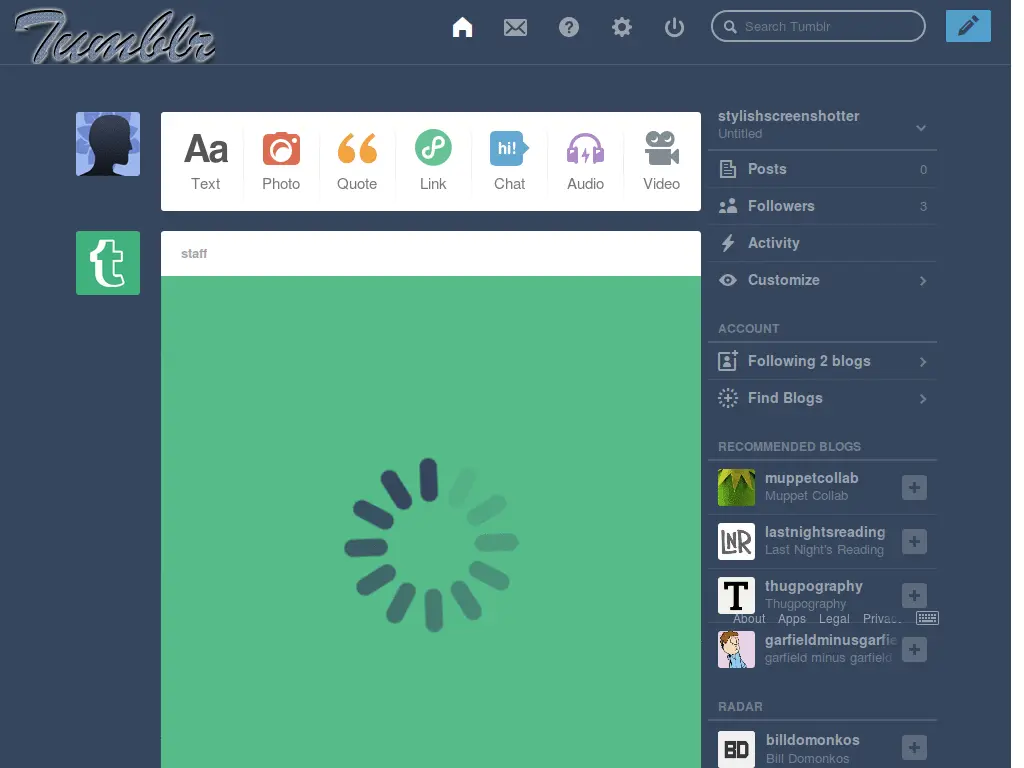 Tumblr
Search Tumblr
stylishscreenshotter
Untitled
Aa
hi!
Text
Photo
Quote
Link
Chat
Audio
Video
Posts 0
Followers 3
Activity
Customize
t
staff
ACCOUNT
Following 2 blogs
Find Blogs
RECOMMENDED BLOGS
muppetcollab
Muppet Collab
LNR
lastnightsreading
Last Night's Reading
T
thugpography
Thugpography
About Apps Legal
garfieldminusgarfie
garfield minus garfield
RADAR
BD
billdomonkos
Bill Domonkos